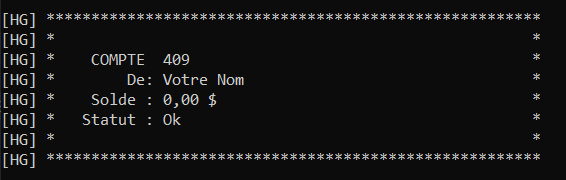 [HG] *******************************************************
[HG] *                                                     *
[HG] *    COMPTE  409                                      *
[HG] *        De: Votre Nom                                *
[HG] *    Solde : 0,00 $                                   *
[HG] *   Statut : Ok                                       *
[HG] *                                                     *
[HG] *******************************************************